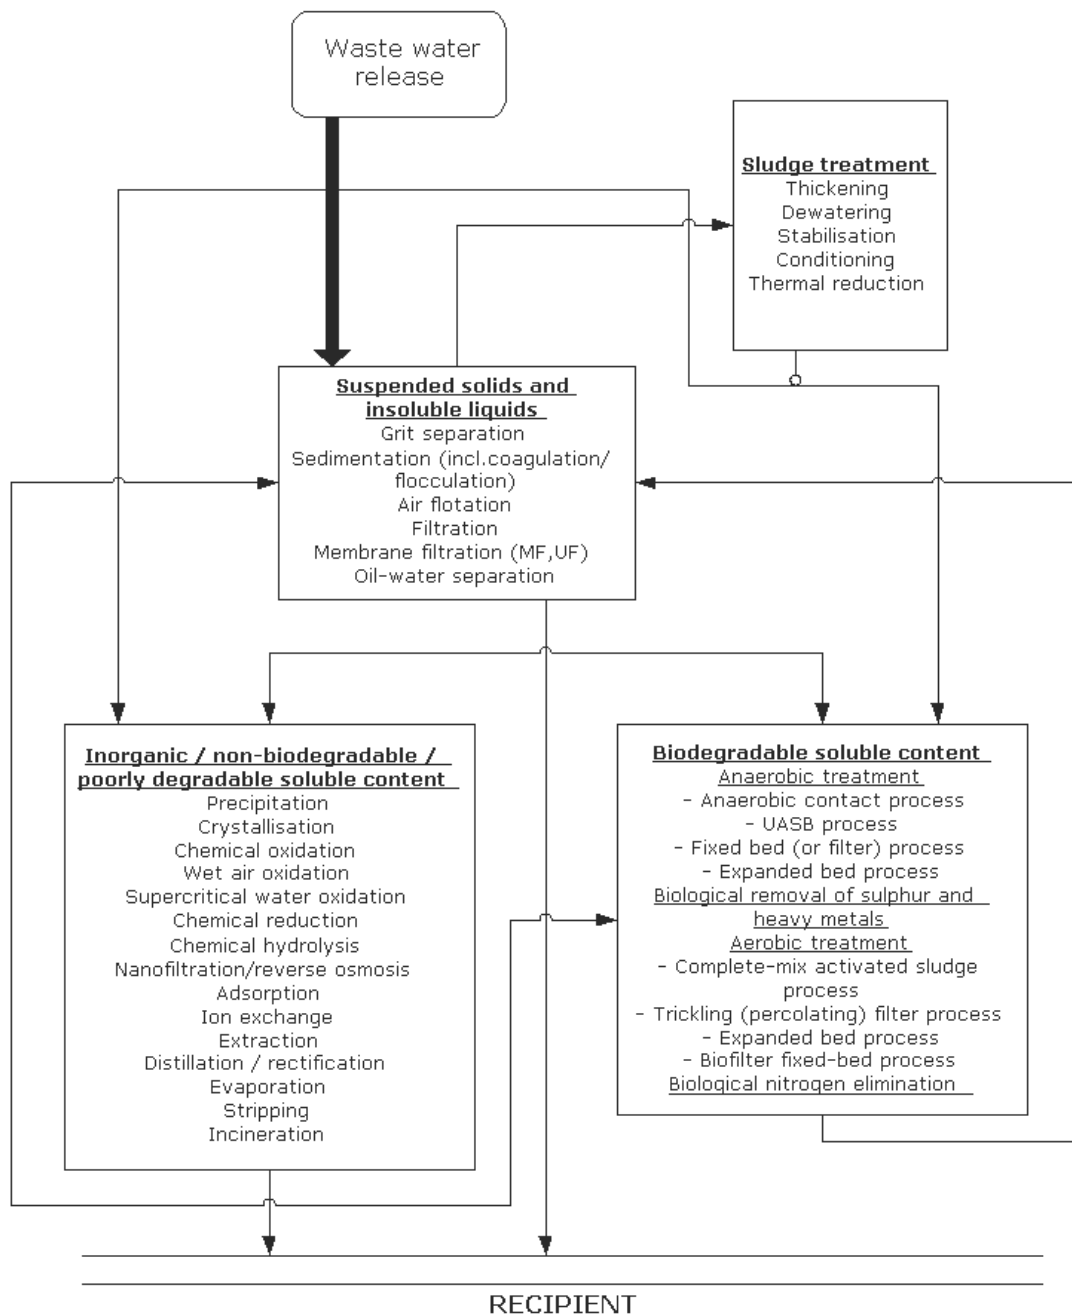 Waste water
release
Sludge treatment
Thickening
Dewatering
Stabilisation
Conditioning
Thermal reduction
Suspended solids and
insoluble liquids
Grit separation
Sedimentation (incl.coagulation/
flocculation)
Air flotation
Filtration
Membrane filtration (MF,UF)
Oil-water separation
Inorganic / non-biodegradable /
poorly degradable soluble content
Precipitation
Crystallisation
Chemical oxidation
Wet air oxidation
Supercritical water oxidation
Chemical reduction
Chemical hydrolysis
Nanofiltration/reverse osmosis
Adsorption
Ion exchange
Extraction
Distillation / rectification
Evaporation
Stripping
Incineration
Biodegradable soluble content
Anaerobic treatment
- Anaerobic contact process
- UASB process
- Fixed bed (or filter) process
- Expanded bed process
Biological removal of sulphur and
heavy metals
Aerobic treatment
- Complete-mix activated sludge
process
- Trickling (percolating) filter process
- Expanded bed process
- Biofilter fixed-bed process
Biological nitrogen elimination
RECIPIENT